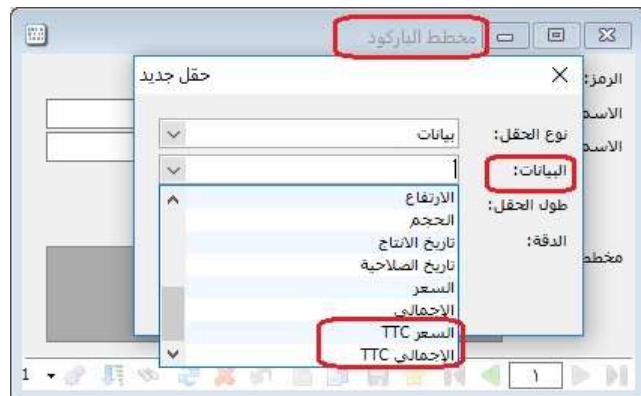 مخطط الباركود
حقل جديد
الرمز:
الاسم
الاسم
نوع الحقل:
بيانات
البيانات:
طول الحقل:
الدقة:
مخطط
الارتفاع
الحجم
تاريخ الانتاج
تاريخ الصلاحية
السعر
الإجمالي
السعر TTC
الإجمالي TTC
١
1